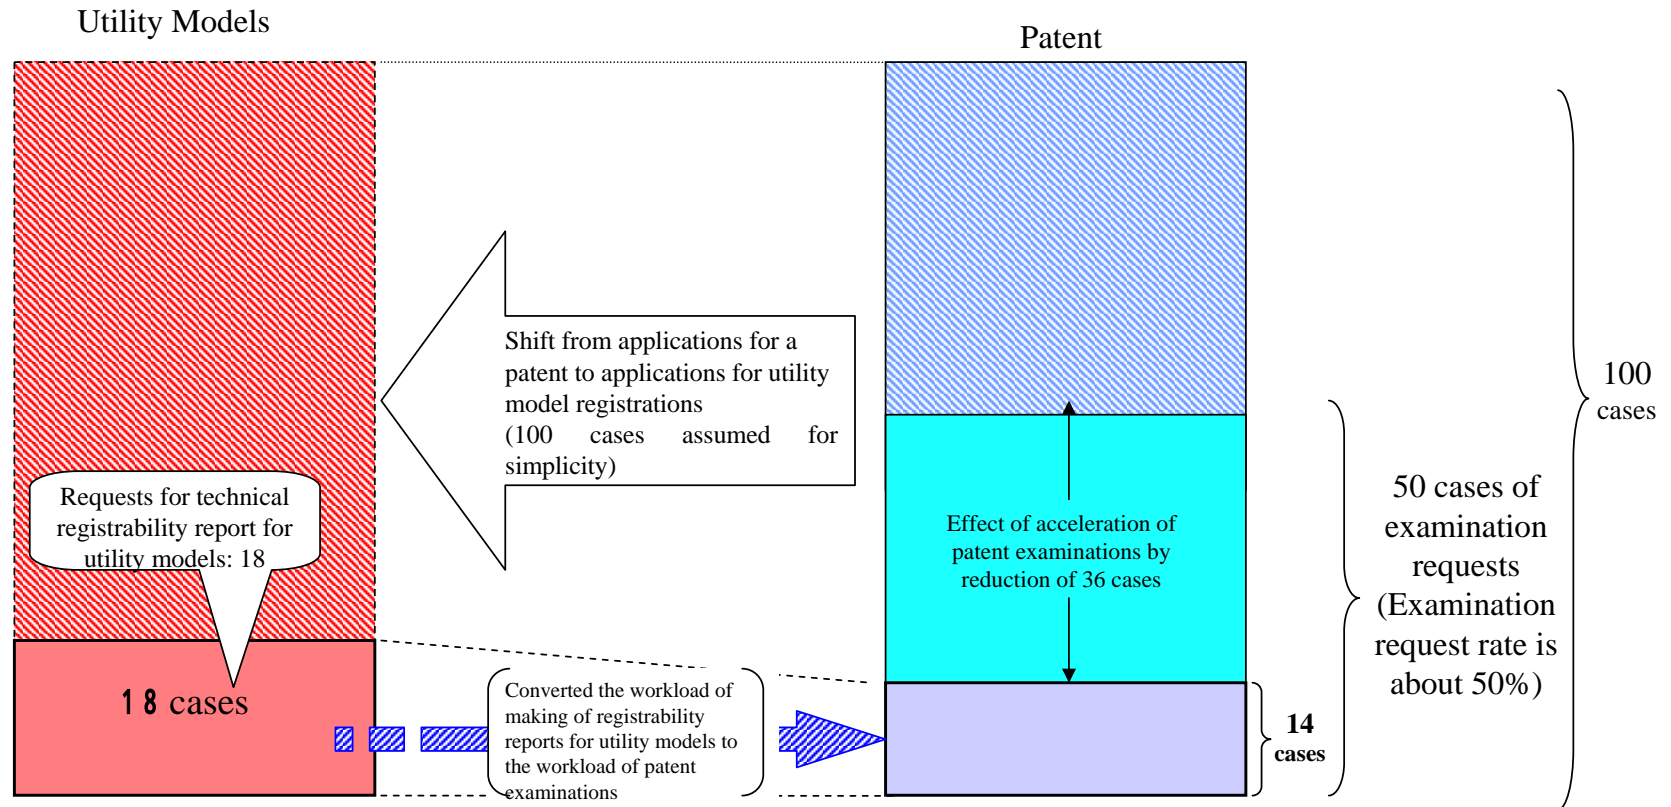 Utility Models
Patent
Shift from applications for a
patent to applications for utility
model registrations
(100 cases assumed for
simplicity)
100
cases
Requests for technical
registrability report for
utility models: 18
50 cases of
examination
requests
(Examination
request rate is
about 50%)
Effect of acceleration of
patent examinations by
reduction of 36 cases
18 cases
Converted the workload of
making of registrability
reports for utility models to
the workload of patent
examinations
14
cases